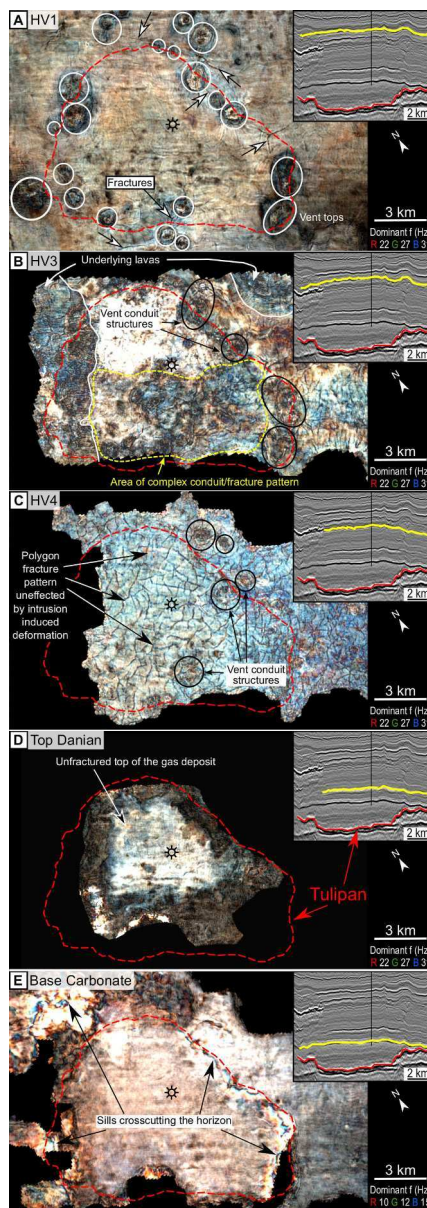 A HV1
2 km
Fractures
Vent tops
N
3 km
Dominant f (Hz
R 22 G 27 B 3
B HV3
Underlying lavas
Vent conduit
structures
Area of complex conduit/fracture pattern
2 km
N
3 km
Dominant f (Hz
R 22 G 27 B 3
C HV4
Polygon
fracture
pattern
uneffected
by intrusion
induced
deformation
Vent conduit
structures
2 km
N
3 km
Dominant f (Hz
R 22 G 27 B 3
D Top Danian
Unfractured top of the gas deposit
Tulipan
2 km
N
3 km
Dominant f (Hz
R 22 G 27 B 3
E Base Carbonate
Sills crosscutting the horizon
2 km
N
3 km
Dominant f (Hz
R 10 G 12 B 15